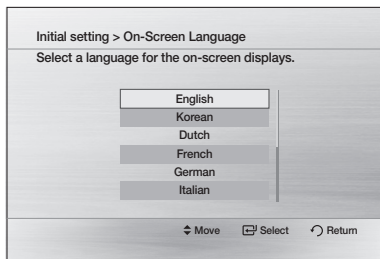 Initial setting > On-Screen Language
Select a language for the on-screen displays.
English
Korean
Dutch
French
German
Italian
Move Select Return